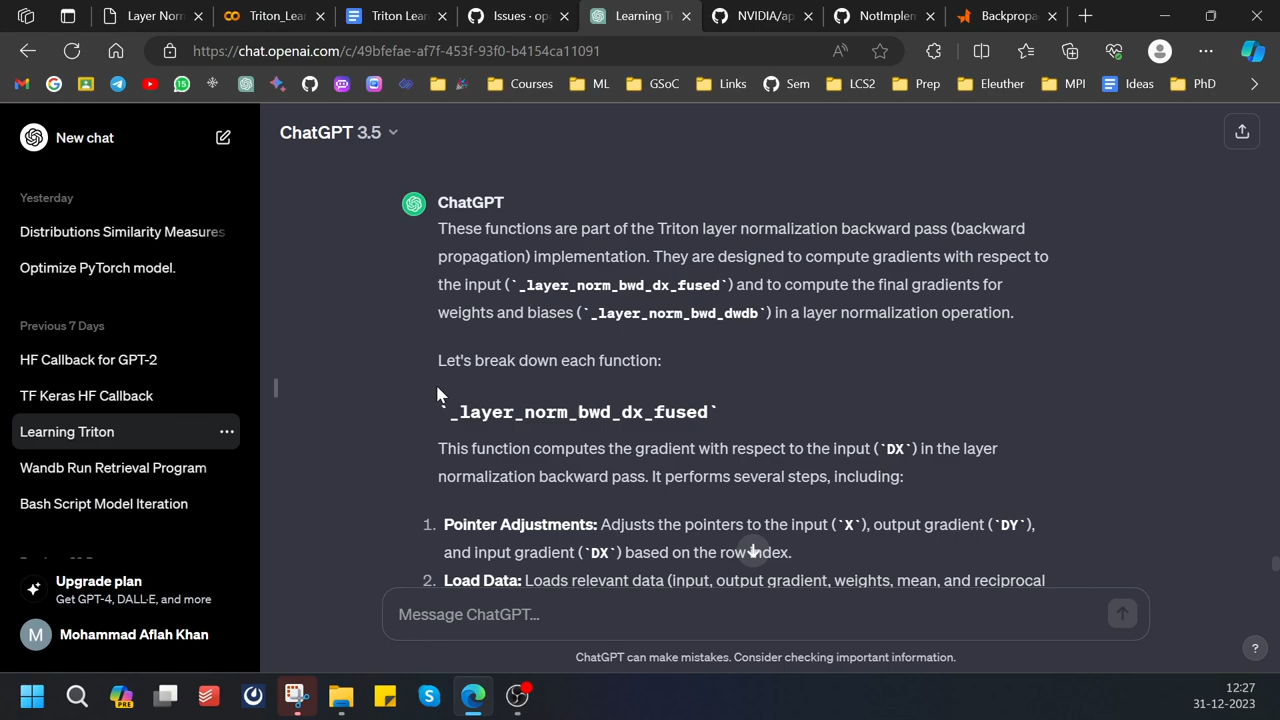 Layer Norr
Triton_Lear
Triton Lear
Issues · ope
Learning Tr
NVIDIA/ap
NotImplen
Backpropa
https://chat.openai.com/c/49bfefae-af7f-453f-93f0-b4154ca11091
Courses
ML
GSoC
Links
Sem
LCS2
Prep
Eleuther
MPI
Ideas
PhD
New chat
Yesterday
Distributions Similarity Measures
Optimize PyTorch model.
Previous 7 Days
HF Callback for GPT-2
TF Keras HF Callback
Learning Triton
Wandb Run Retrieval Program
Bash Script Model Iteration
Upgrade plan
Get GPT-4, DALL·E, and more
M
Mohammad Aflah Khan
ChatGPT 3.5
ChatGPT
These functions are part of the Triton layer normalization backward pass (backward
propagation) implementation. They are designed to compute gradients with respect to
the input (`_layer_norm_bwd_dx_fused`) and to compute the final gradients for
weights and biases (`_layer_norm_bwd_dwdb`) in a layer normalization operation.
Let's break down each function:
`_layer_norm_bwd_dx_fused`
This function computes the gradient with respect to the input (`DX`) in the layer
normalization backward pass. It performs several steps, including:
1. Pointer Adjustments: Adjusts the pointers to the input (`X`), output gradient (`DY`),
and input gradient (`DX`) based on the row index.
2. Load Data: Loads relevant data (input, output gradient, weights, mean, and reciprocal
Message ChatGPT...
ChatGPT can make mistakes. Consider checking important information.
?
PRE
12:27
31-12-2023